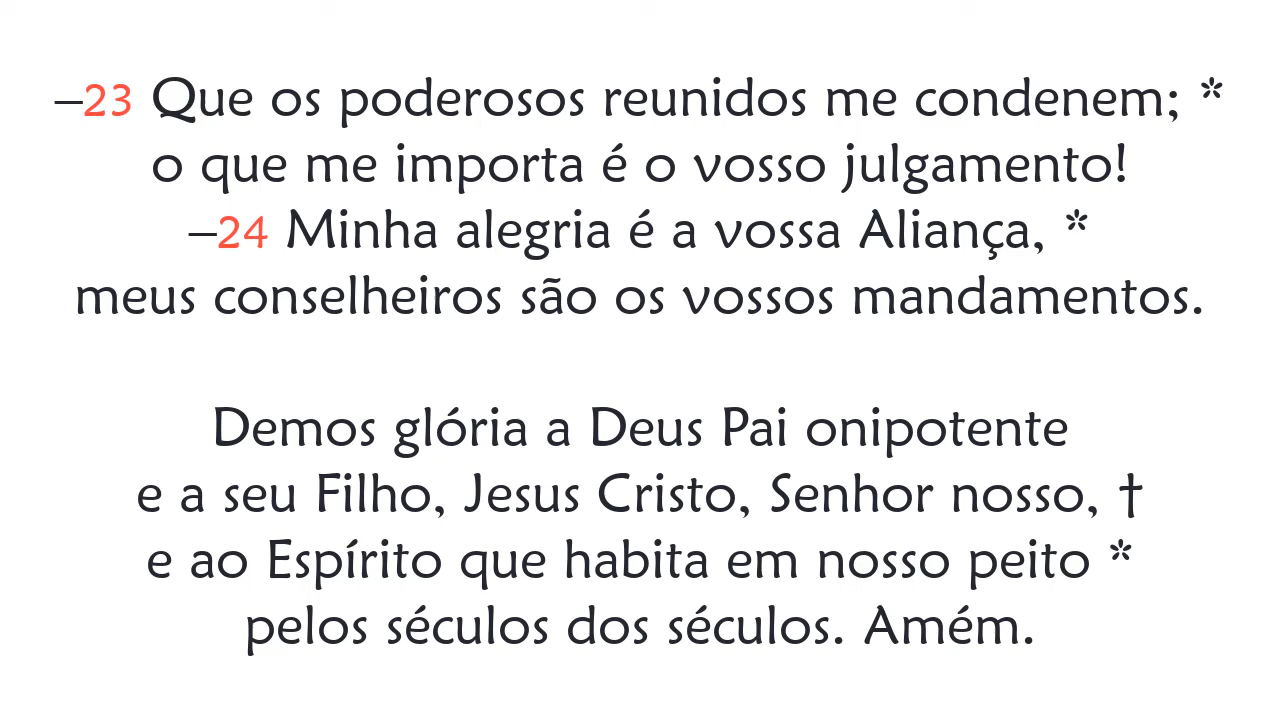 –23 Que os poderosos reunidos me condenem; *
o que me importa é o vosso julgamento!
–24 Minha alegria é a vossa Aliança, *
meus conselheiros são os vossos mandamentos.
Demos glória a Deus Pai onipotente
e a seu Filho, Jesus Cristo, Senhor nosso, †
e ao Espírito que habita em nosso peito *
pelos séculos dos séculos. Amém.